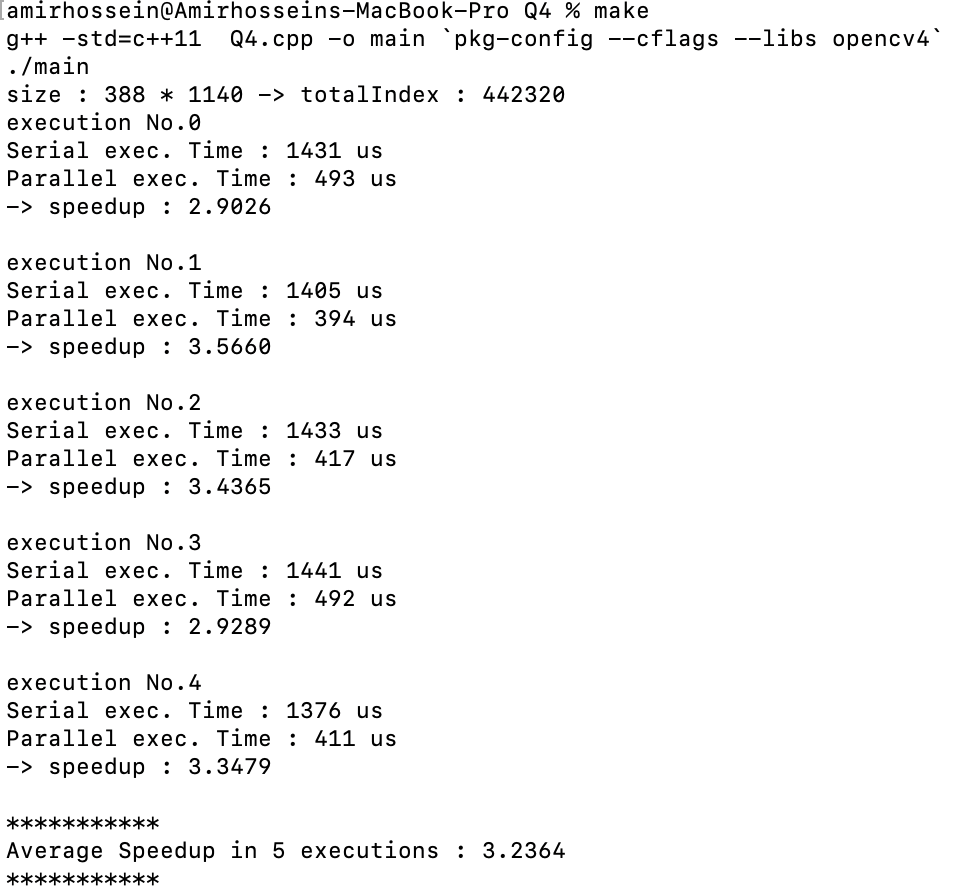 [amirhossein@Amirhosseins-MacBook-Pro Q4 % make
g++ -std=c++11  Q4.cpp -o main `pkg-config --cflags --libs opencv4`
./main
size : 388 * 1140 -> totalIndex : 442320
execution No.0
Serial exec. Time : 1431 us
Parallel exec. Time : 493 us
-> speedup : 2.9026
execution No.1
Serial exec. Time : 1405 us
Parallel exec. Time : 394 us
-> speedup : 3.5660
execution No.2
Serial exec. Time : 1433 us
Parallel exec. Time : 417 us
-> speedup : 3.4365
execution No.3
Serial exec. Time : 1441 us
Parallel exec. Time : 492 us
-> speedup : 2.9289
execution No.4
Serial exec. Time : 1376 us
Parallel exec. Time : 411 us
-> speedup : 3.3479
***********
Average Speedup in 5 executions : 3.2364
***********